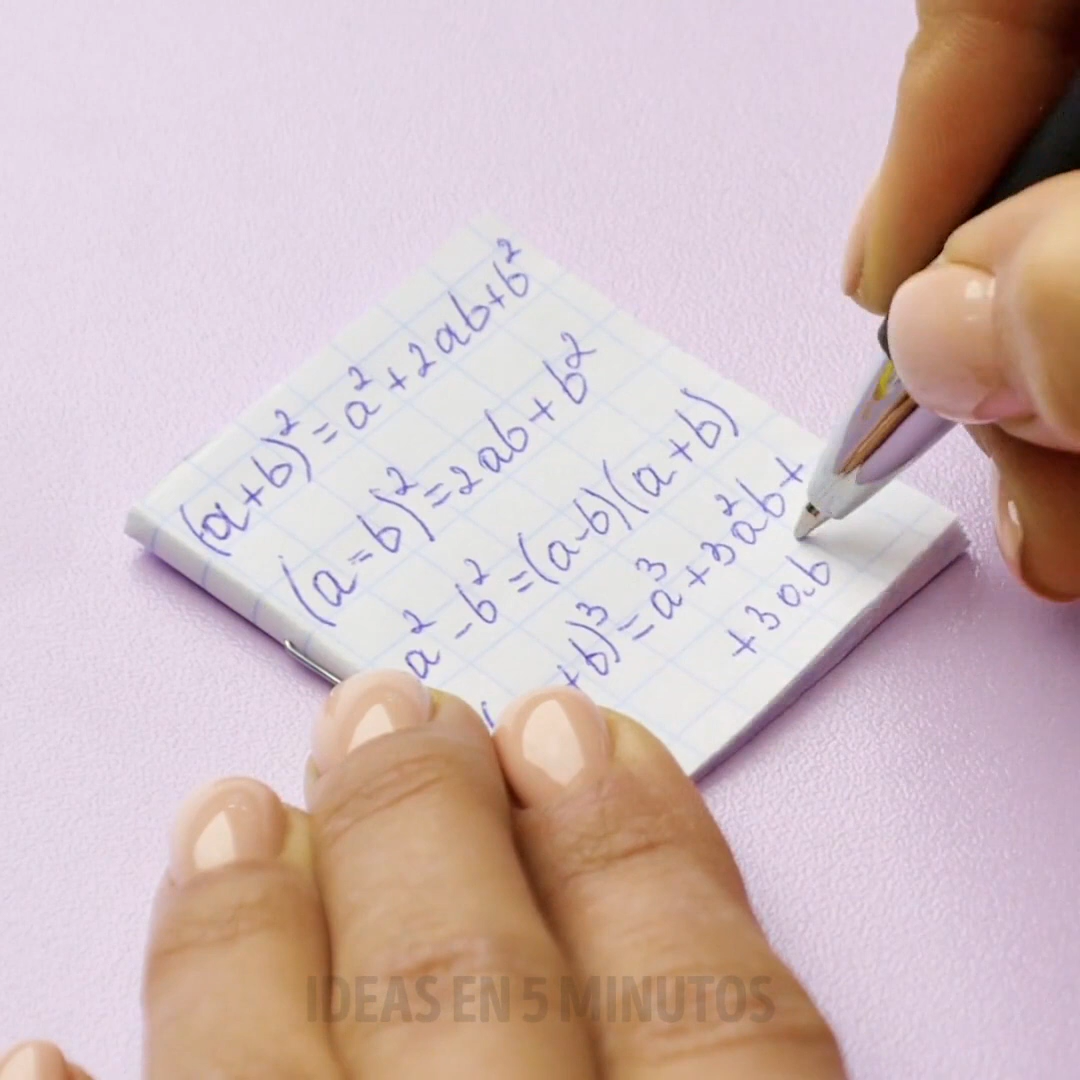 (a+b)²=a²+2ab+b²
(a-b)²=2ab+b²
a²-b²=(a-b)(a+b)
+b)³=a³+3a²b+
+3ab
IDEAS EN 5 MINUTOS